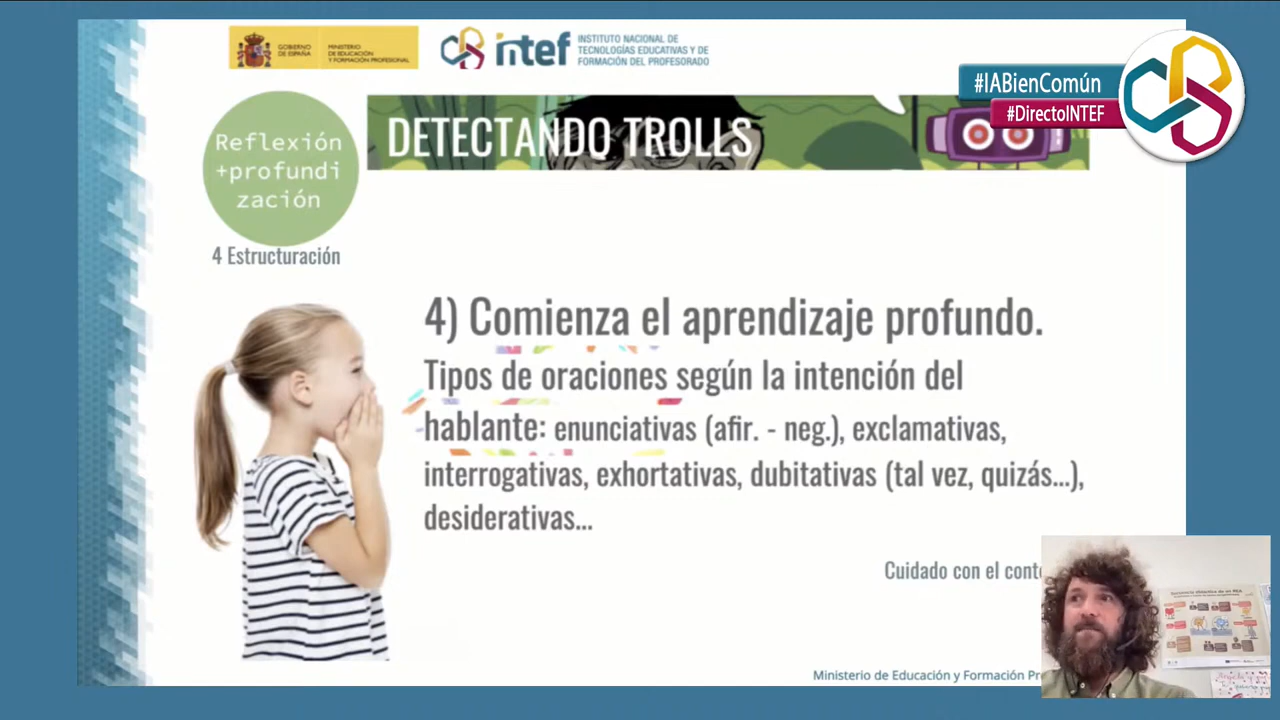 GOBIERNO
DE ESPAÑA
MINISTERIO
DE EDUCACIÓN
Y FORMACIÓN PROFESIONAL
intef
INSTITUTO NACIONAL DE
TECNOLOGÍAS EDUCATIVAS Y DE
FORMACIÓN DEL PROFESORADO
#IABienComún
#DirectoINTEF
Reflexión
+profundi
zación
DETECTANDO TROLLS
4 Estructuración
4) Comienza el aprendizaje profundo.
Tipos de oraciones según la intención del
hablante: enunciativas (afir. - neg.), exclamativas,
interrogativas, exhortativas, dubitativas (tal vez, quizás...),
desiderativas...
Cuidado con el
Ministerio de Educación y Formación